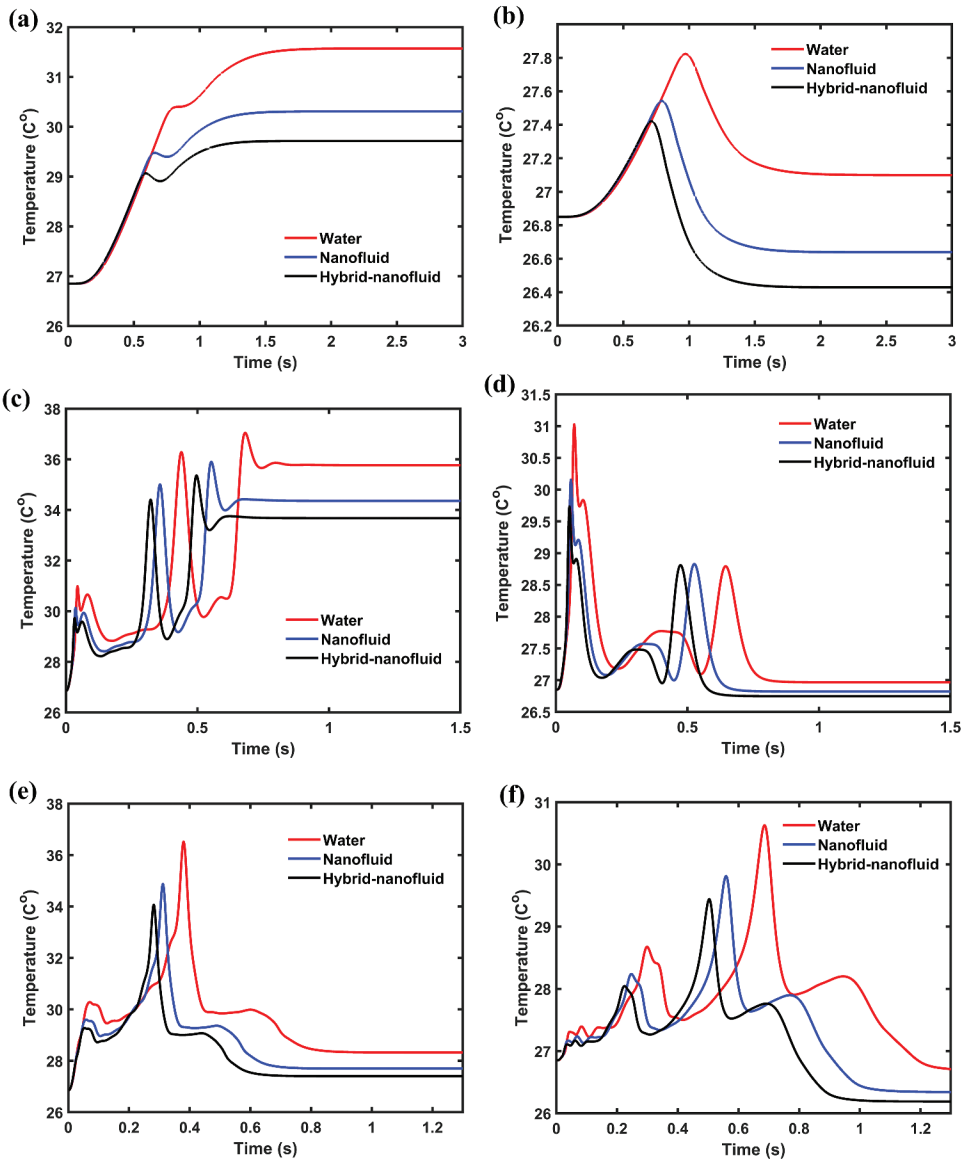 (a)
32
31
30
29
28
27
26
0
0.5
1
1.5
2
2.5
3
Temperature (C°)
Time (s)
Water
Nanofluid
Hybrid-nanofluid
(b)
27.8
27.4
27
26.6
26.4
26.2
0
0.5
1
1.5
2
2.5
3
Temperature (C°)
Time (s)
Water
Nanofluid
Hybrid-nanofluid
(c)
38
36
34
32
30
28
26
0
0.5
1
1.5
Temperature (C°)
Time (s)
Water
Nanofluid
Hybrid-nanofluid
(d)
31.5
31
30.5
30
29.5
29
28.5
28
27.5
27
26.5
0
0.5
1
1.5
Temperature (C°)
Time (s)
Water
Nanofluid
Hybrid-nanofluid
(e)
38
36
34
32
30
28
26
0
0.2
0.4
0.6
0.8
1
1.2
Temperature (C°)
Time (s)
Water
Nanofluid
Hybrid-nanofluid
(f)
31
30
29
28
27
26
0
0.2
0.4
0.6
0.8
1
1.2
Temperature (C°)
Time (s)
Water
Nanofluid
Hybrid-nanofluid